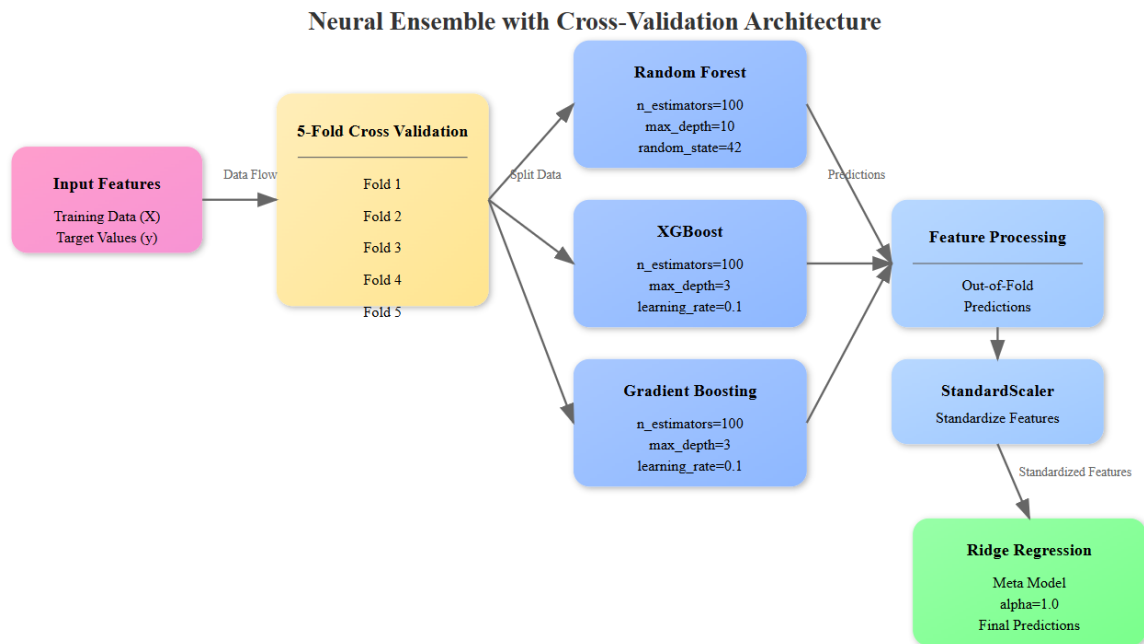 Neural Ensemble with Cross-Validation Architecture
Input Features
Training Data (X)
Target Values (y)
Data Flow
5-Fold Cross Validation
Fold 1
Fold 2
Fold 3
Fold 4
Fold 5
Split Data
Random Forest
n_estimators=100
max_depth=10
random_state=42
XGBoost
n_estimators=100
max_depth=3
learning_rate=0.1
Gradient Boosting
n_estimators=100
max_depth=3
learning_rate=0.1
Predictions
Feature Processing
Out-of-Fold
Predictions
StandardScaler
Standardize Features
Standardized Features
Ridge Regression
Meta Model
alpha=1.0
Final Predictions